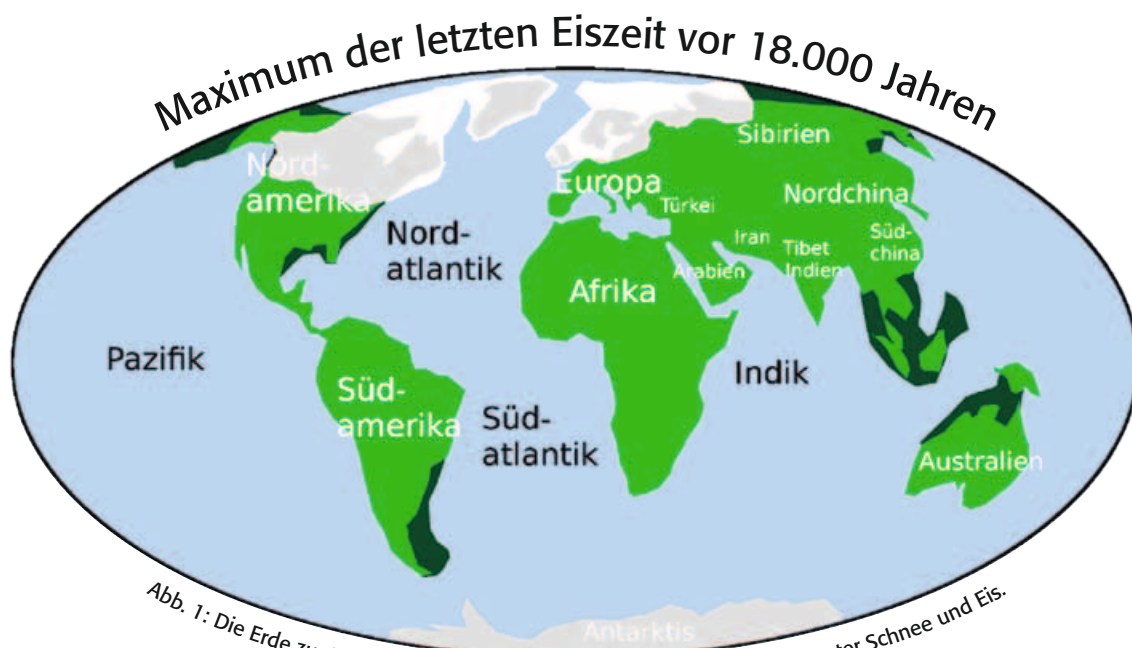 Maximum der letzten Eiszeit vor 18.000 Jahren
Sibirien
Nord-
amerika
Europa
Nordchina
Türkei
Nord-
atlantik
Iran
Tibet
Süd-
china
Arabien
Indien
Afrika
Pazifik
Indik
Süd-
amerika
Süd-
atlantik
Australien
Antarktis
Abb. 1: Die Erde
Schnee und Eis.